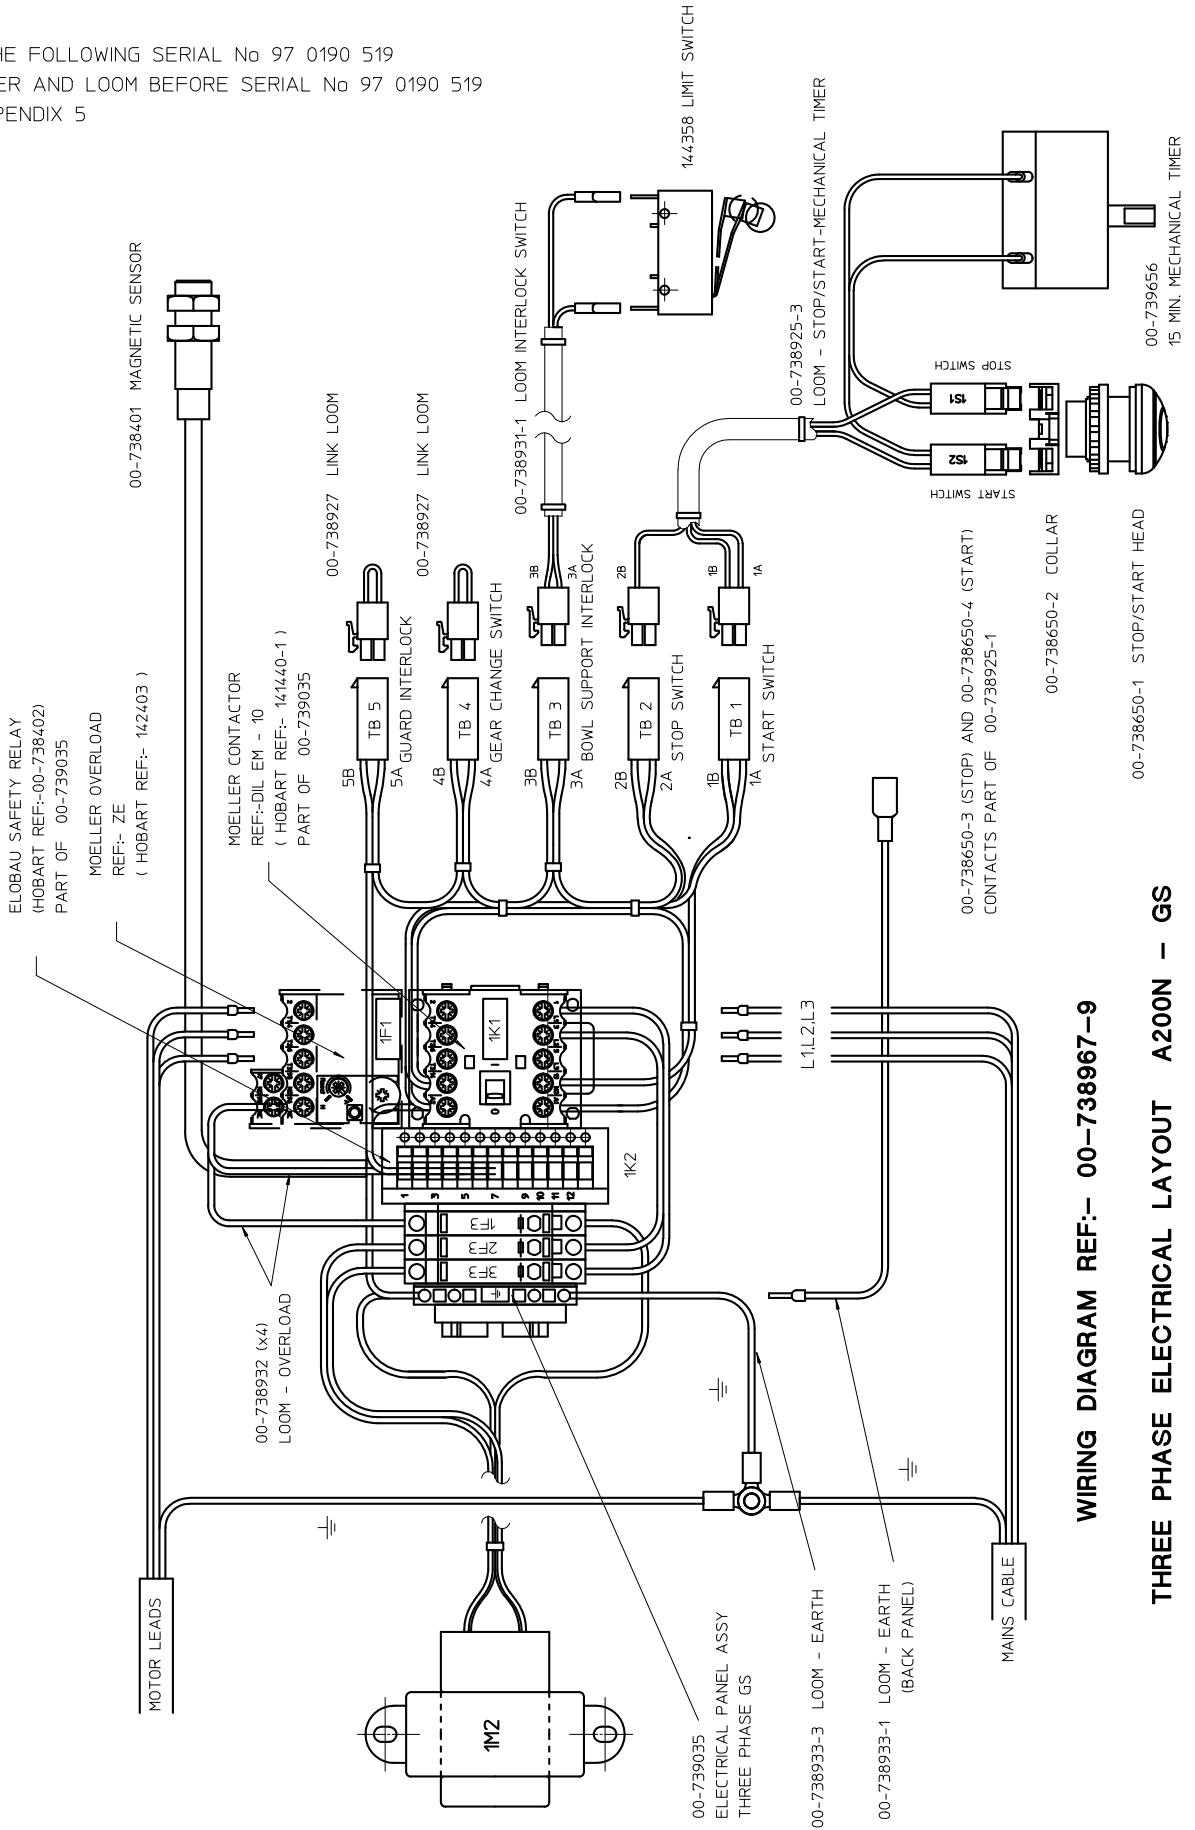 HE FOLLOWING SERIAL No 97 0190 519
ER AND LOOM BEFORE SERIAL No 97 0190 519
PENDIX 5
ELOBAU SAFETY RELAY
(HOBART REF:-00-738402)
PART OF 00-739035
MOELLER OVERLOAD
REF:- ZE
( HOBART REF:- 142403 )
00-738401 MAGNETIC SENSOR
MOELLER CONTACTOR
REF:-DIL EM - 10
( HOBART REF:- 141440-1 )
PART OF 00-739035
00-738927 LINK LOOM
00-738927 LINK LOOM
00-738931-1 LOOM INTERLOCK SWITCH
144358 LIMIT SWITCH
5B
5A
TB 5
GUARD INTERLOCK
4B
4A
TB 4
GEAR CHANGE SWITCH
3B
3A
TB 3
BOWL SUPPORT INTERLOCK
3B
3A
2B
2A
TB 2
STOP SWITCH
2B
1B
1A
TB 1
START SWITCH
1B
1A
00-738925-3
LOOM - STOP/START-MECHANICAL TIMER
STOP SWITCH
1S1
1S2
START SWITCH
00-739656
15 MIN. MECHANICAL TIMER
00-738650-3 (STOP) AND 00-738650-4 (START)
CONTACTS PART OF 00-738925-1
00-738650-2 COLLAR
00-738650-1 STOP/START HEAD
1F1
1K1
1K2
1
3
5
7
9
10
11
12
1F3
2F3
3F3
L1,L2,L3
00-738932 (x4)
LOOM - OVERLOAD
MOTOR LEADS
1M2
00-739035
ELECTRICAL PANEL ASSY
THREE PHASE GS
00-738933-3 LOOM - EARTH
00-738933-1 LOOM - EARTH
(BACK PANEL)
MAINS CABLE
WIRING DIAGRAM REF:- 00-738967-9
THREE PHASE ELECTRICAL LAYOUT A200N - GS